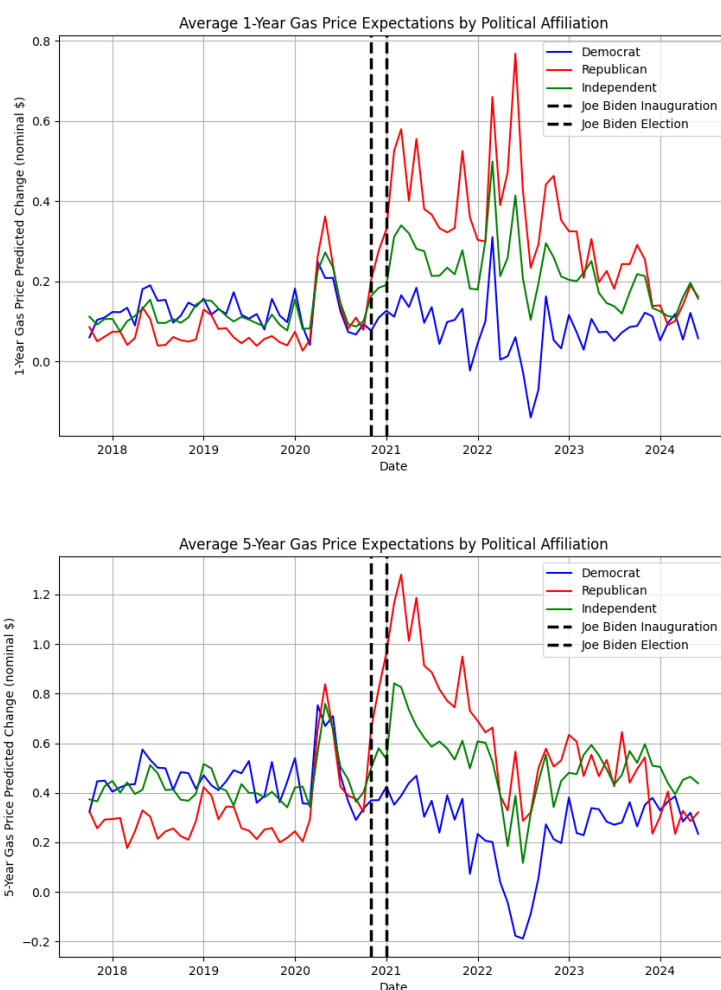 Average 1-Year Gas Price Expectations by Political Affiliation
0.8
0.6
0.4
0.2
0.0
1-Year Gas Price Predicted Change (nominal $)
Democrat
Republican
Independent
Joe Biden Inauguration
Joe Biden Election
2018 2019 2020 2021 2022 2023 2024
Date
Average 5-Year Gas Price Expectations by Political Affiliation
1.2
1.0
0.8
0.6
0.4
0.2
0.0
−0.2
5-Year Gas Price Predicted Change (nominal $)
Democrat
Republican
Independent
Joe Biden Inauguration
Joe Biden Election
2018 2019 2020 2021 2022 2023 2024
Date